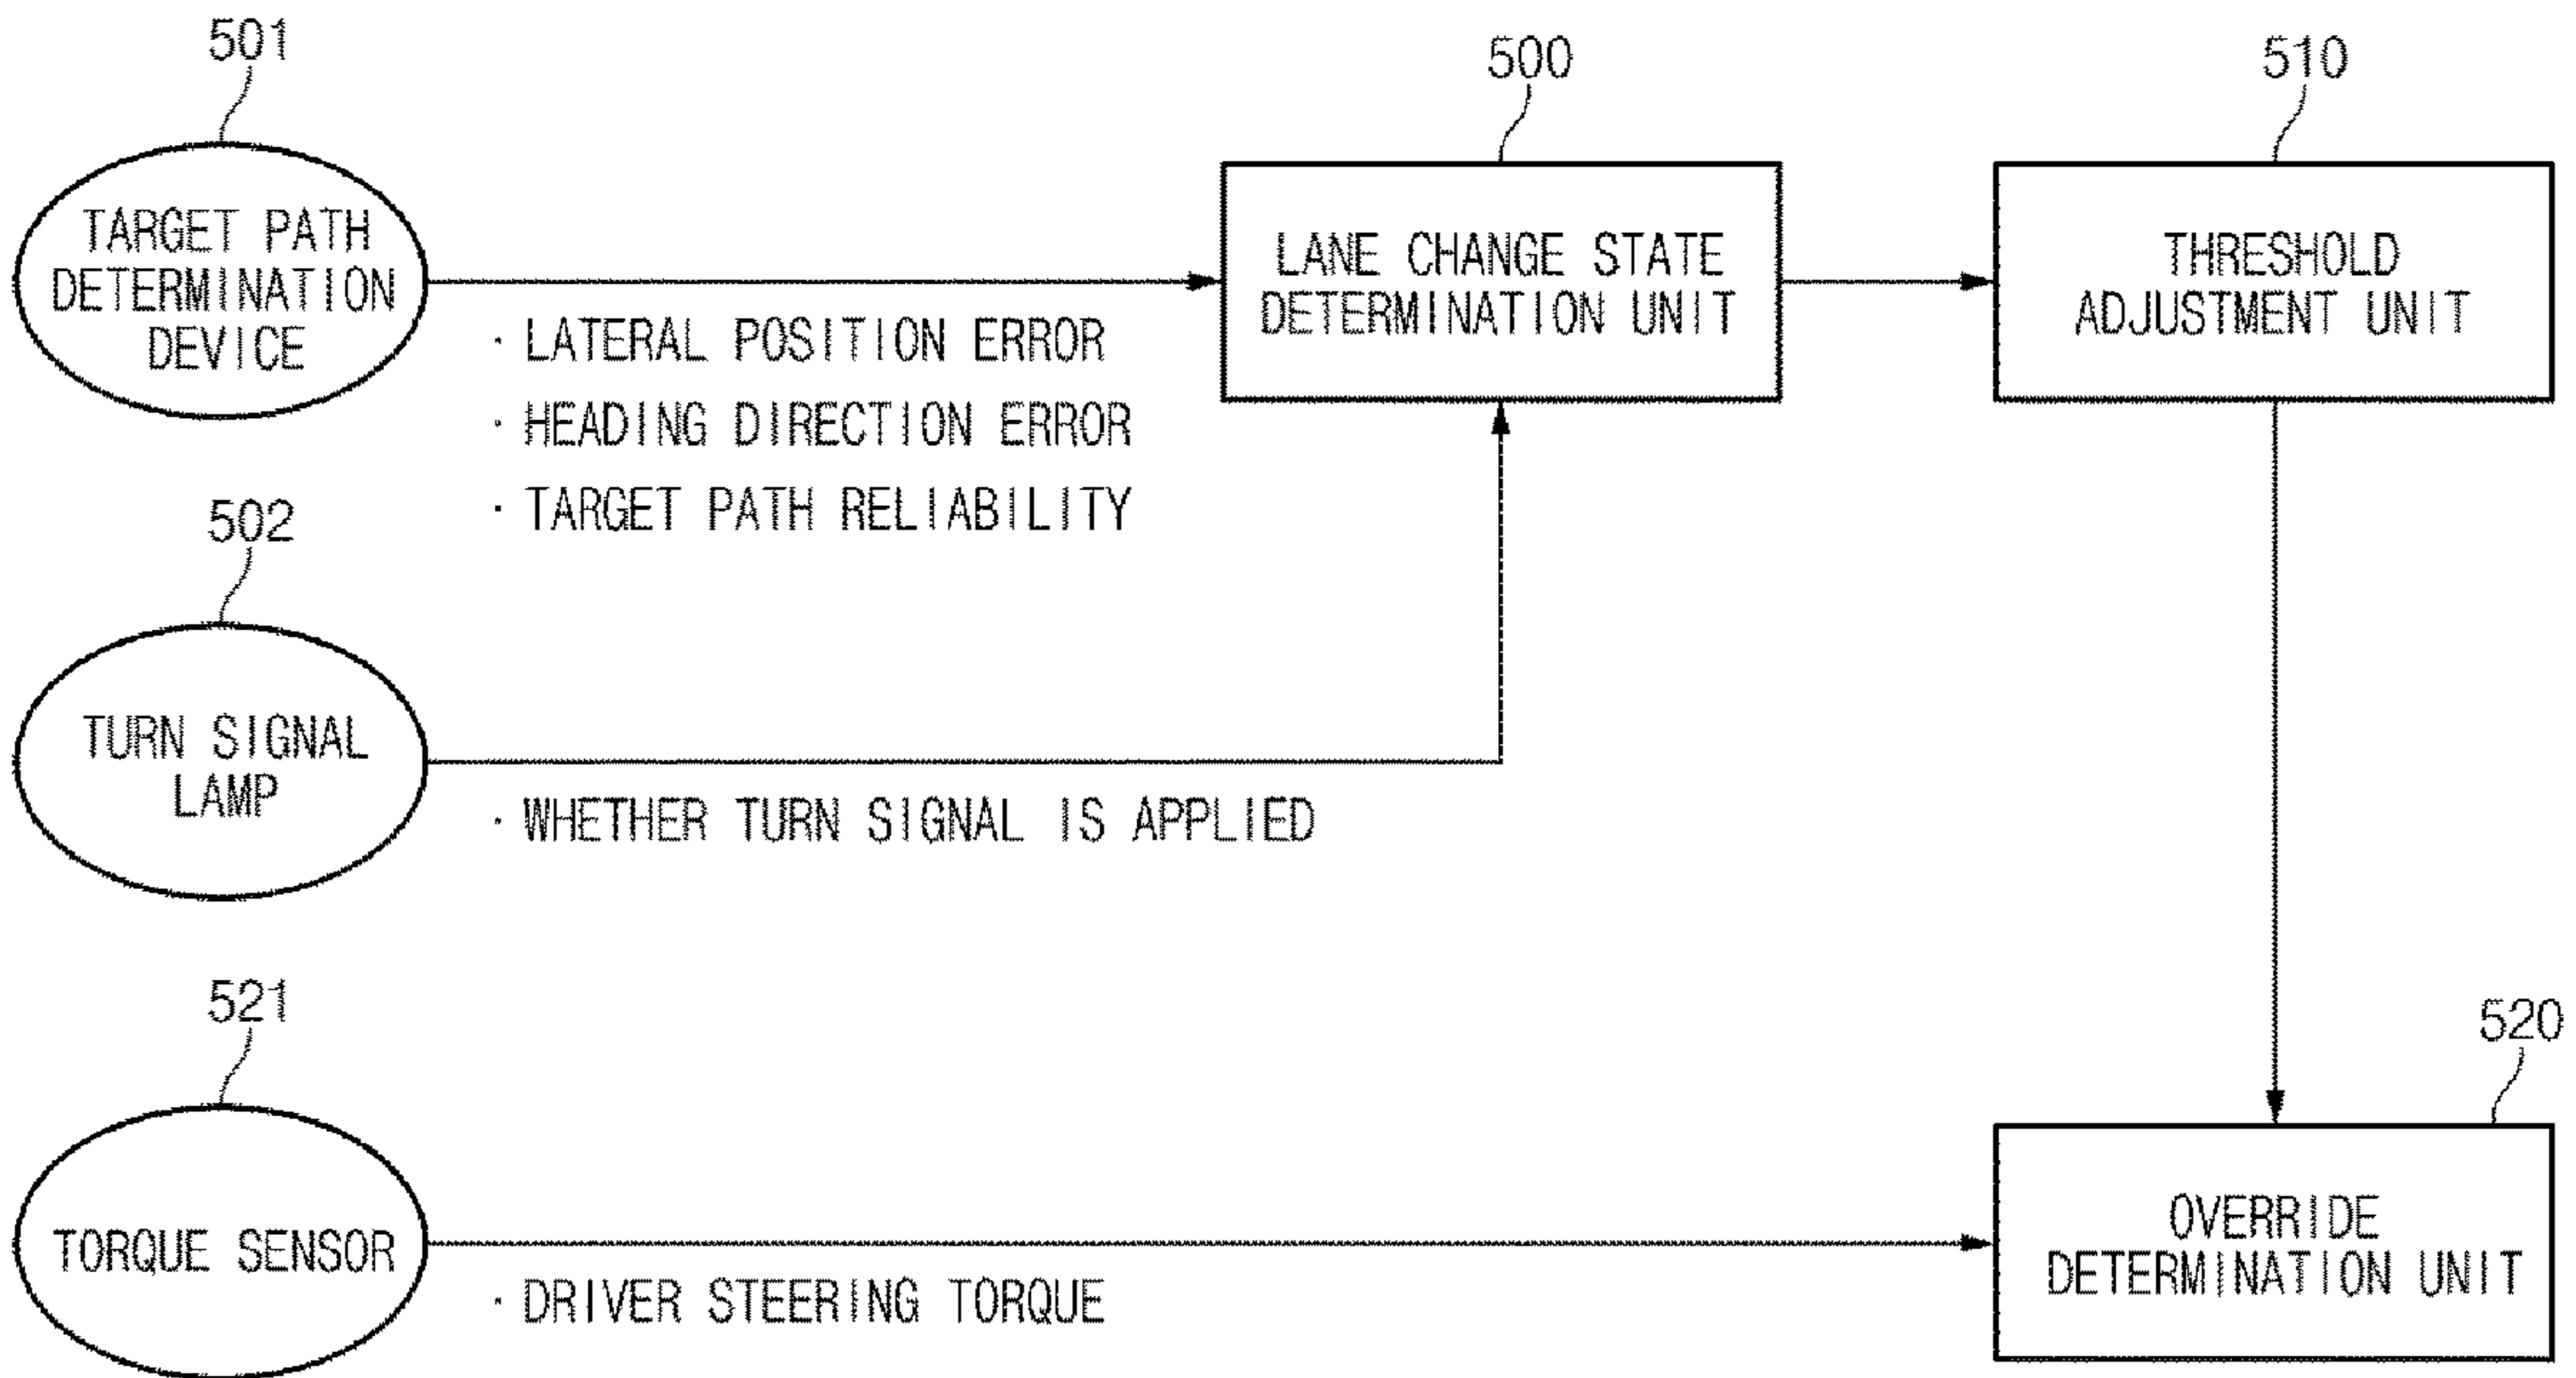 501
500
510
TARGET PATH
DETERMINATION
DEVICE
LANE CHANGE STATE
DETERMINATION UNIT
THRESHOLD
ADJUSTMENT UNIT
· LATERAL POSITION ERROR
· HEADING DIRECTION ERROR
· TARGET PATH RELIABILITY
502
TURN SIGNAL
LAMP
· WHETHER TURN SIGNAL IS APPLIED
521
520
TORQUE SENSOR
· DRIVER STEERING TORQUE
OVERRIDE
DETERMINATION UNIT